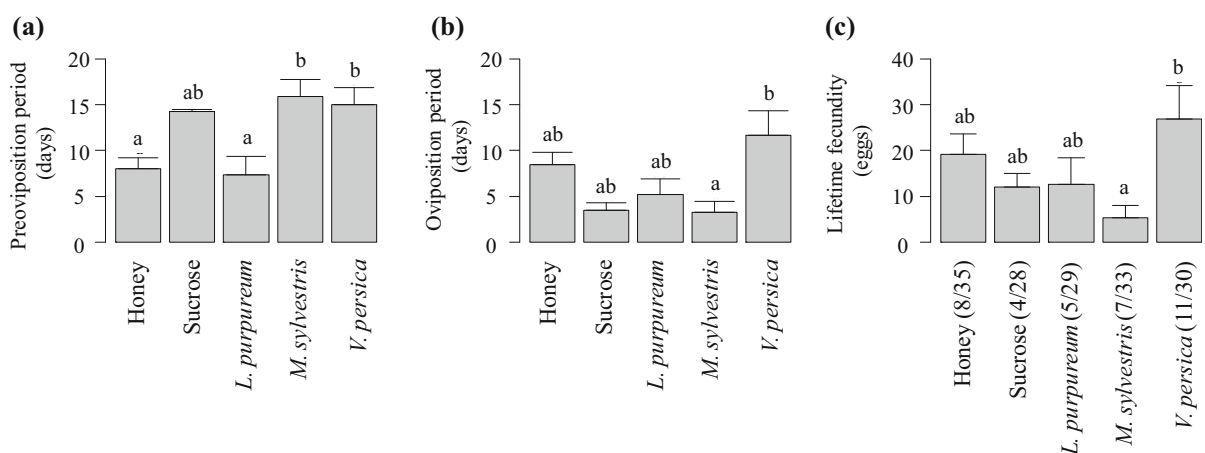 (a)
Preoviposition period
(days)
20
15
10
5
0
a
ab
a
b
b
Honey
Sucrose
L. purpureum
M. sylvestris
V. persica
(b)
Oviposition period
(days)
20
15
10
5
0
ab
ab
ab
a
b
Honey
Sucrose
L. purpureum
M. sylvestris
V. persica
(c)
Lifetime fecundity
(eggs)
40
30
20
10
0
ab
ab
ab
a
b
Honey (8/35)
Sucrose (4/28)
L. purpureum (5/29)
M. sylvestris (7/33)
V. persica (11/30)